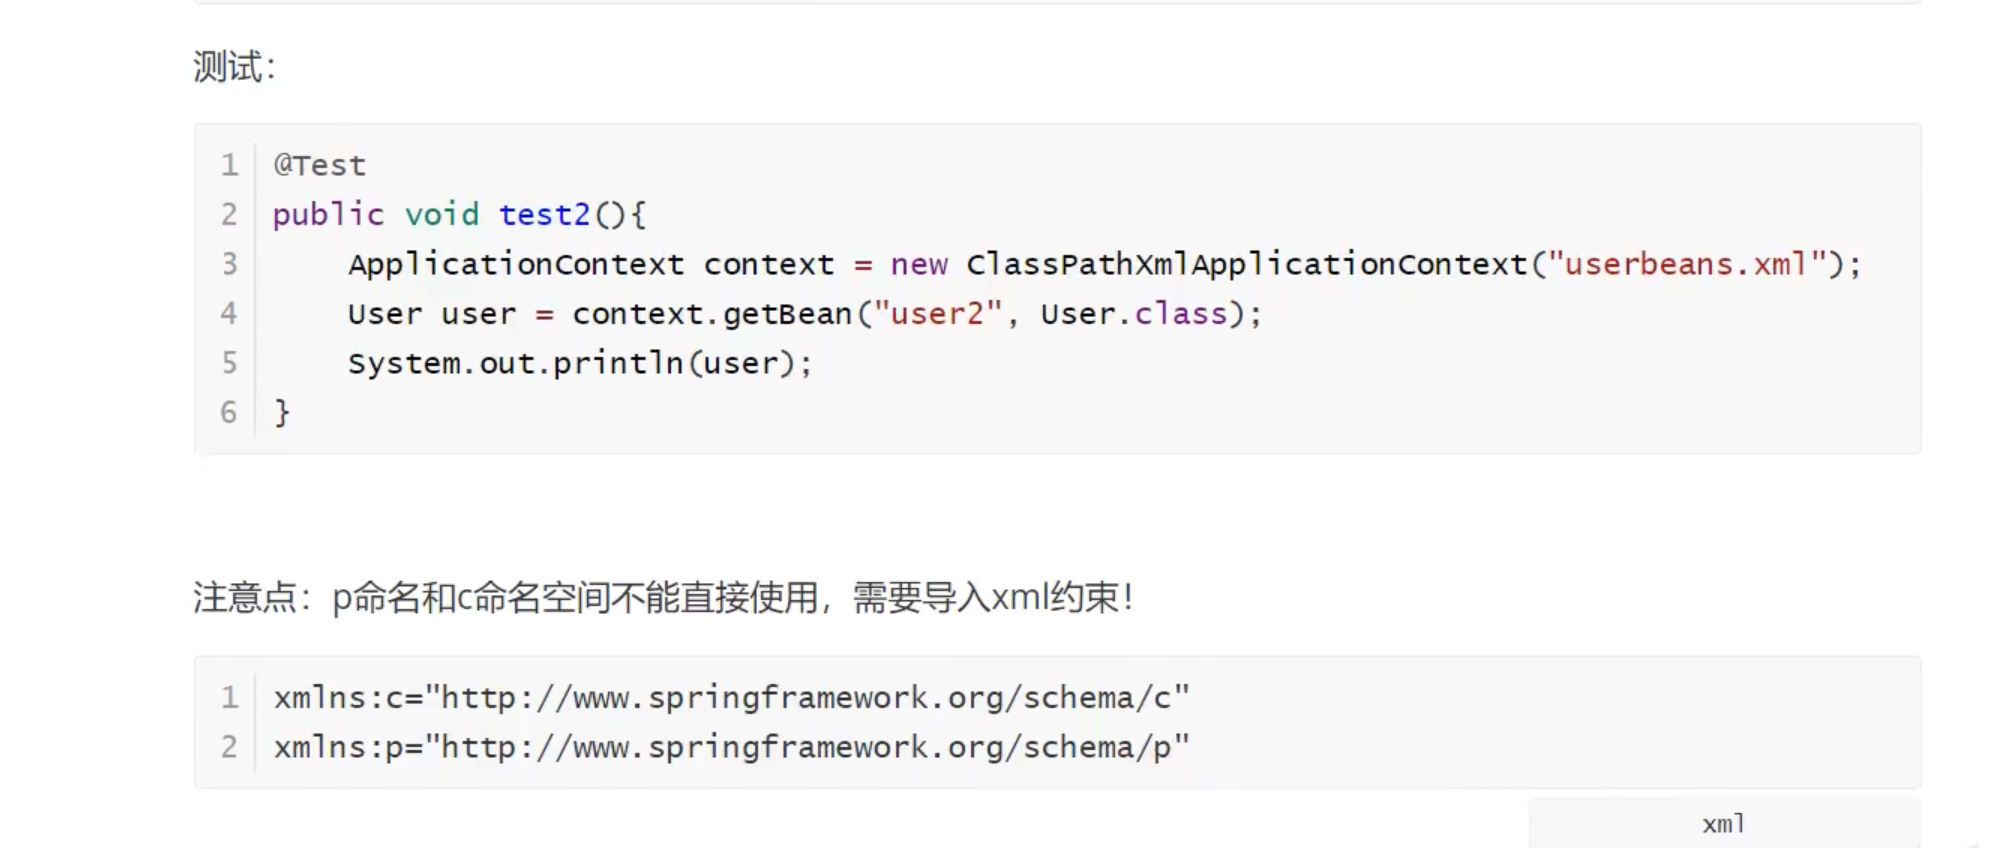 测试：
1 @Test
2 public void test2(){
3     ApplicationContext context = new ClassPathXmlApplicationContext("userbeans.xml");
4     User user = context.getBean("user2", User.class);
5     System.out.println(user);
6 }
注意点：p命名和c命名空间不能直接使用，需要导入xml约束！
1 xmlns:c="http://www.springframework.org/schema/c"
2 xmlns:p="http://www.springframework.org/schema/p"
xml